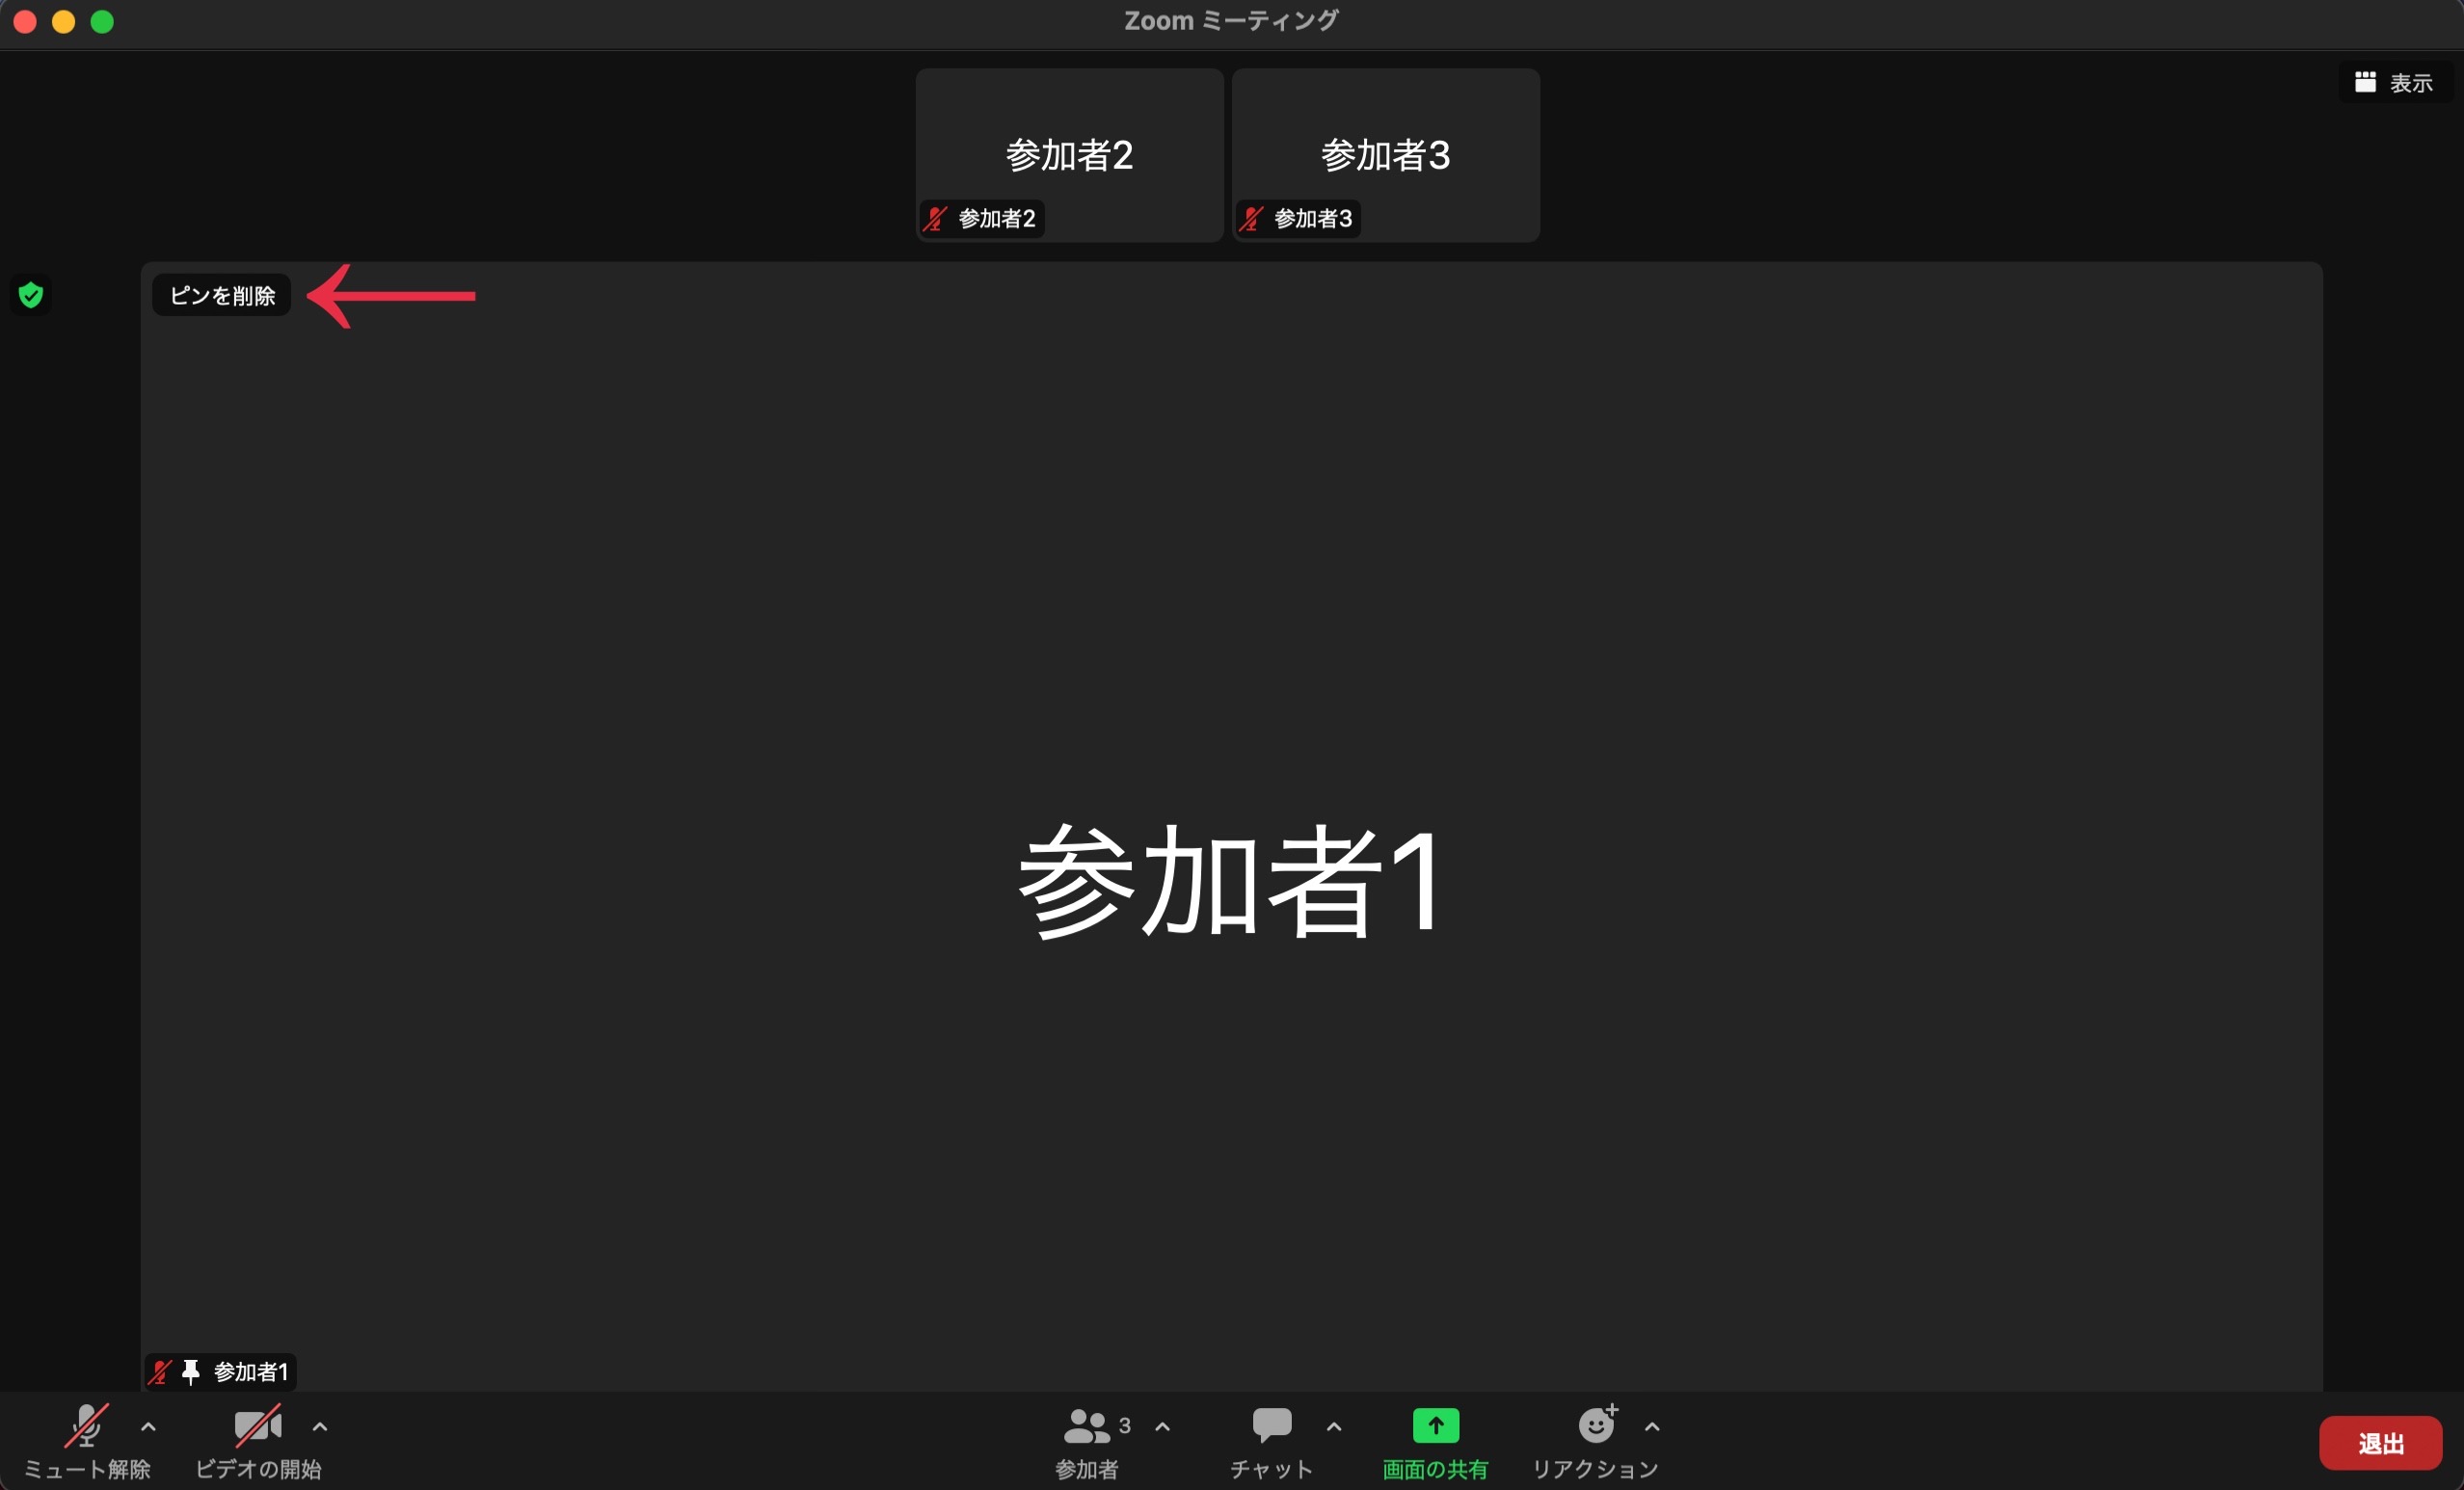 Zoom ミーティング
表示
参加者2
参加者3
参加者2
参加者3
ピンを削除
参加者1
参加者1
3
ミュート解除
ビデオの開始
参加者
チャット
画面の共有
リアクション
退出